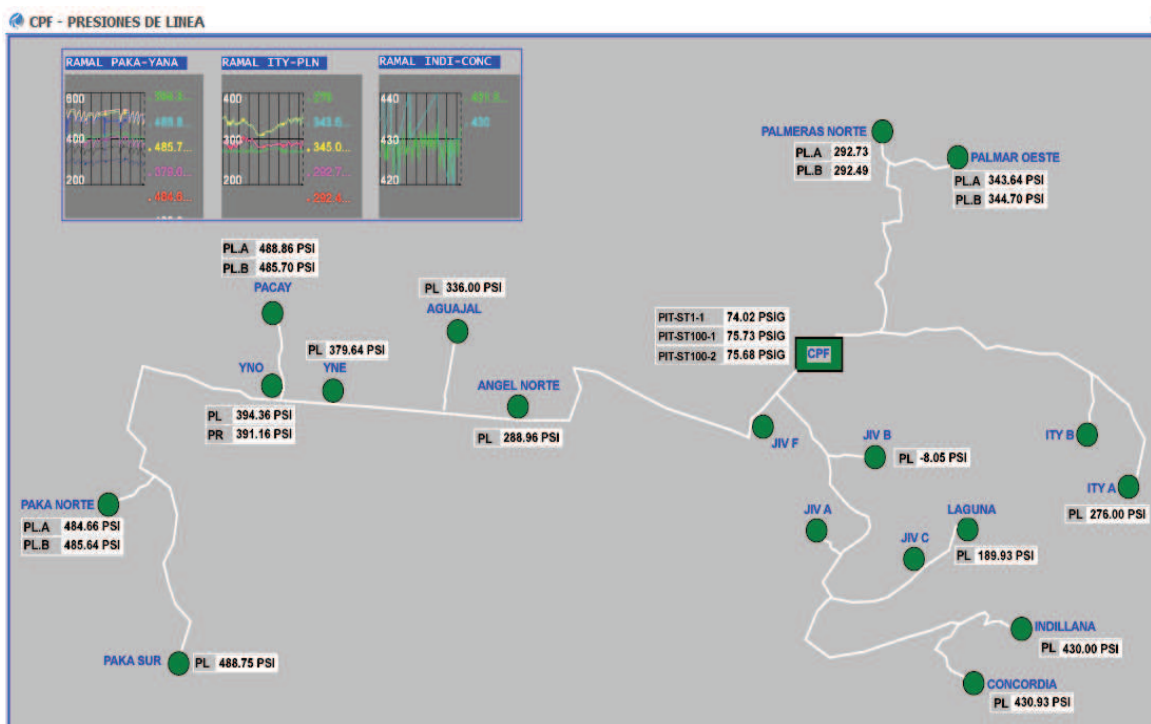 CPF - PRESIONES DE LINEA
RAMAL PAKA-YANA
RAMAL ITY-PLN
RAMAL INDI-CONC
600
400
200
.485.7...
400
300
200
.345.0...
.292.7...
440
430
420
.430
PALMERAS NORTE
PL.A 292.73
PL.B 292.49
PALMAR OESTE
PL.A 343.64 PSI
PL.B 344.70 PSI
PL.A 488.86 PSI
PL.B 485.70 PSI
PACAY
PL 336.00 PSI
AGUAJAL
PIT-ST1-1 74.02 PSIG
PIT-ST100-1 75.73 PSIG
PIT-ST100-2 75.68 PSIG
CPF
PL 379.64 PSI
YNO
YNE
ANGEL NORTE
PL 394.36 PSI
PR 391.16 PSI
PL 288.96 PSI
JIV F
JIV B
PL -8.05 PSI
ITY B
ITY A
PL 276.00 PSI
PAKA NORTE
PL.A 484.66 PSI
PL.B 485.64 PSI
JIV A
JIV C
LAGUNA
PL 189.93 PSI
INDILLANA
PL 430.00 PSI
PAKA SUR
PL 488.75 PSI
CONCORDIA
PL 430.93 PSI